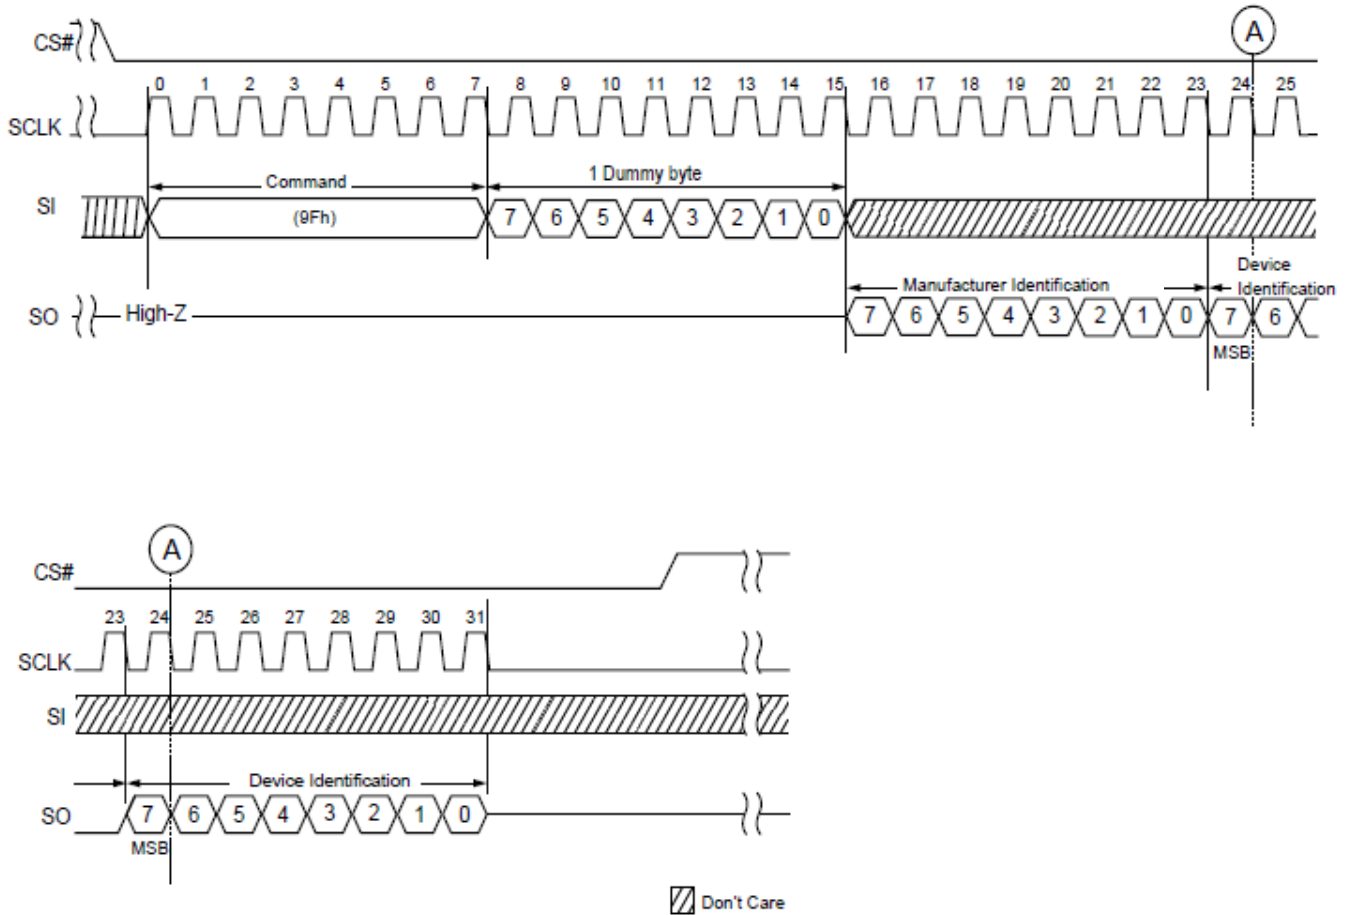 A
CS#
0 1 2 3 4 5 6 7 8 9 10 11 12 13 14 15 16 17 18 19 20 21 22 23 24 25
SCLK
Command 1 Dummy byte
SI (9Fh) 7 6 5 4 3 2 1 0
Device
Manufacturer Identification Identification
SO High-Z 7 6 5 4 3 2 1 0 7 6
MSB
A
CS#
23 24 25 26 27 28 29 30 31
SCLK
SI
Device Identification
SO 7 6 5 4 3 2 1 0
MSB
Don't Care